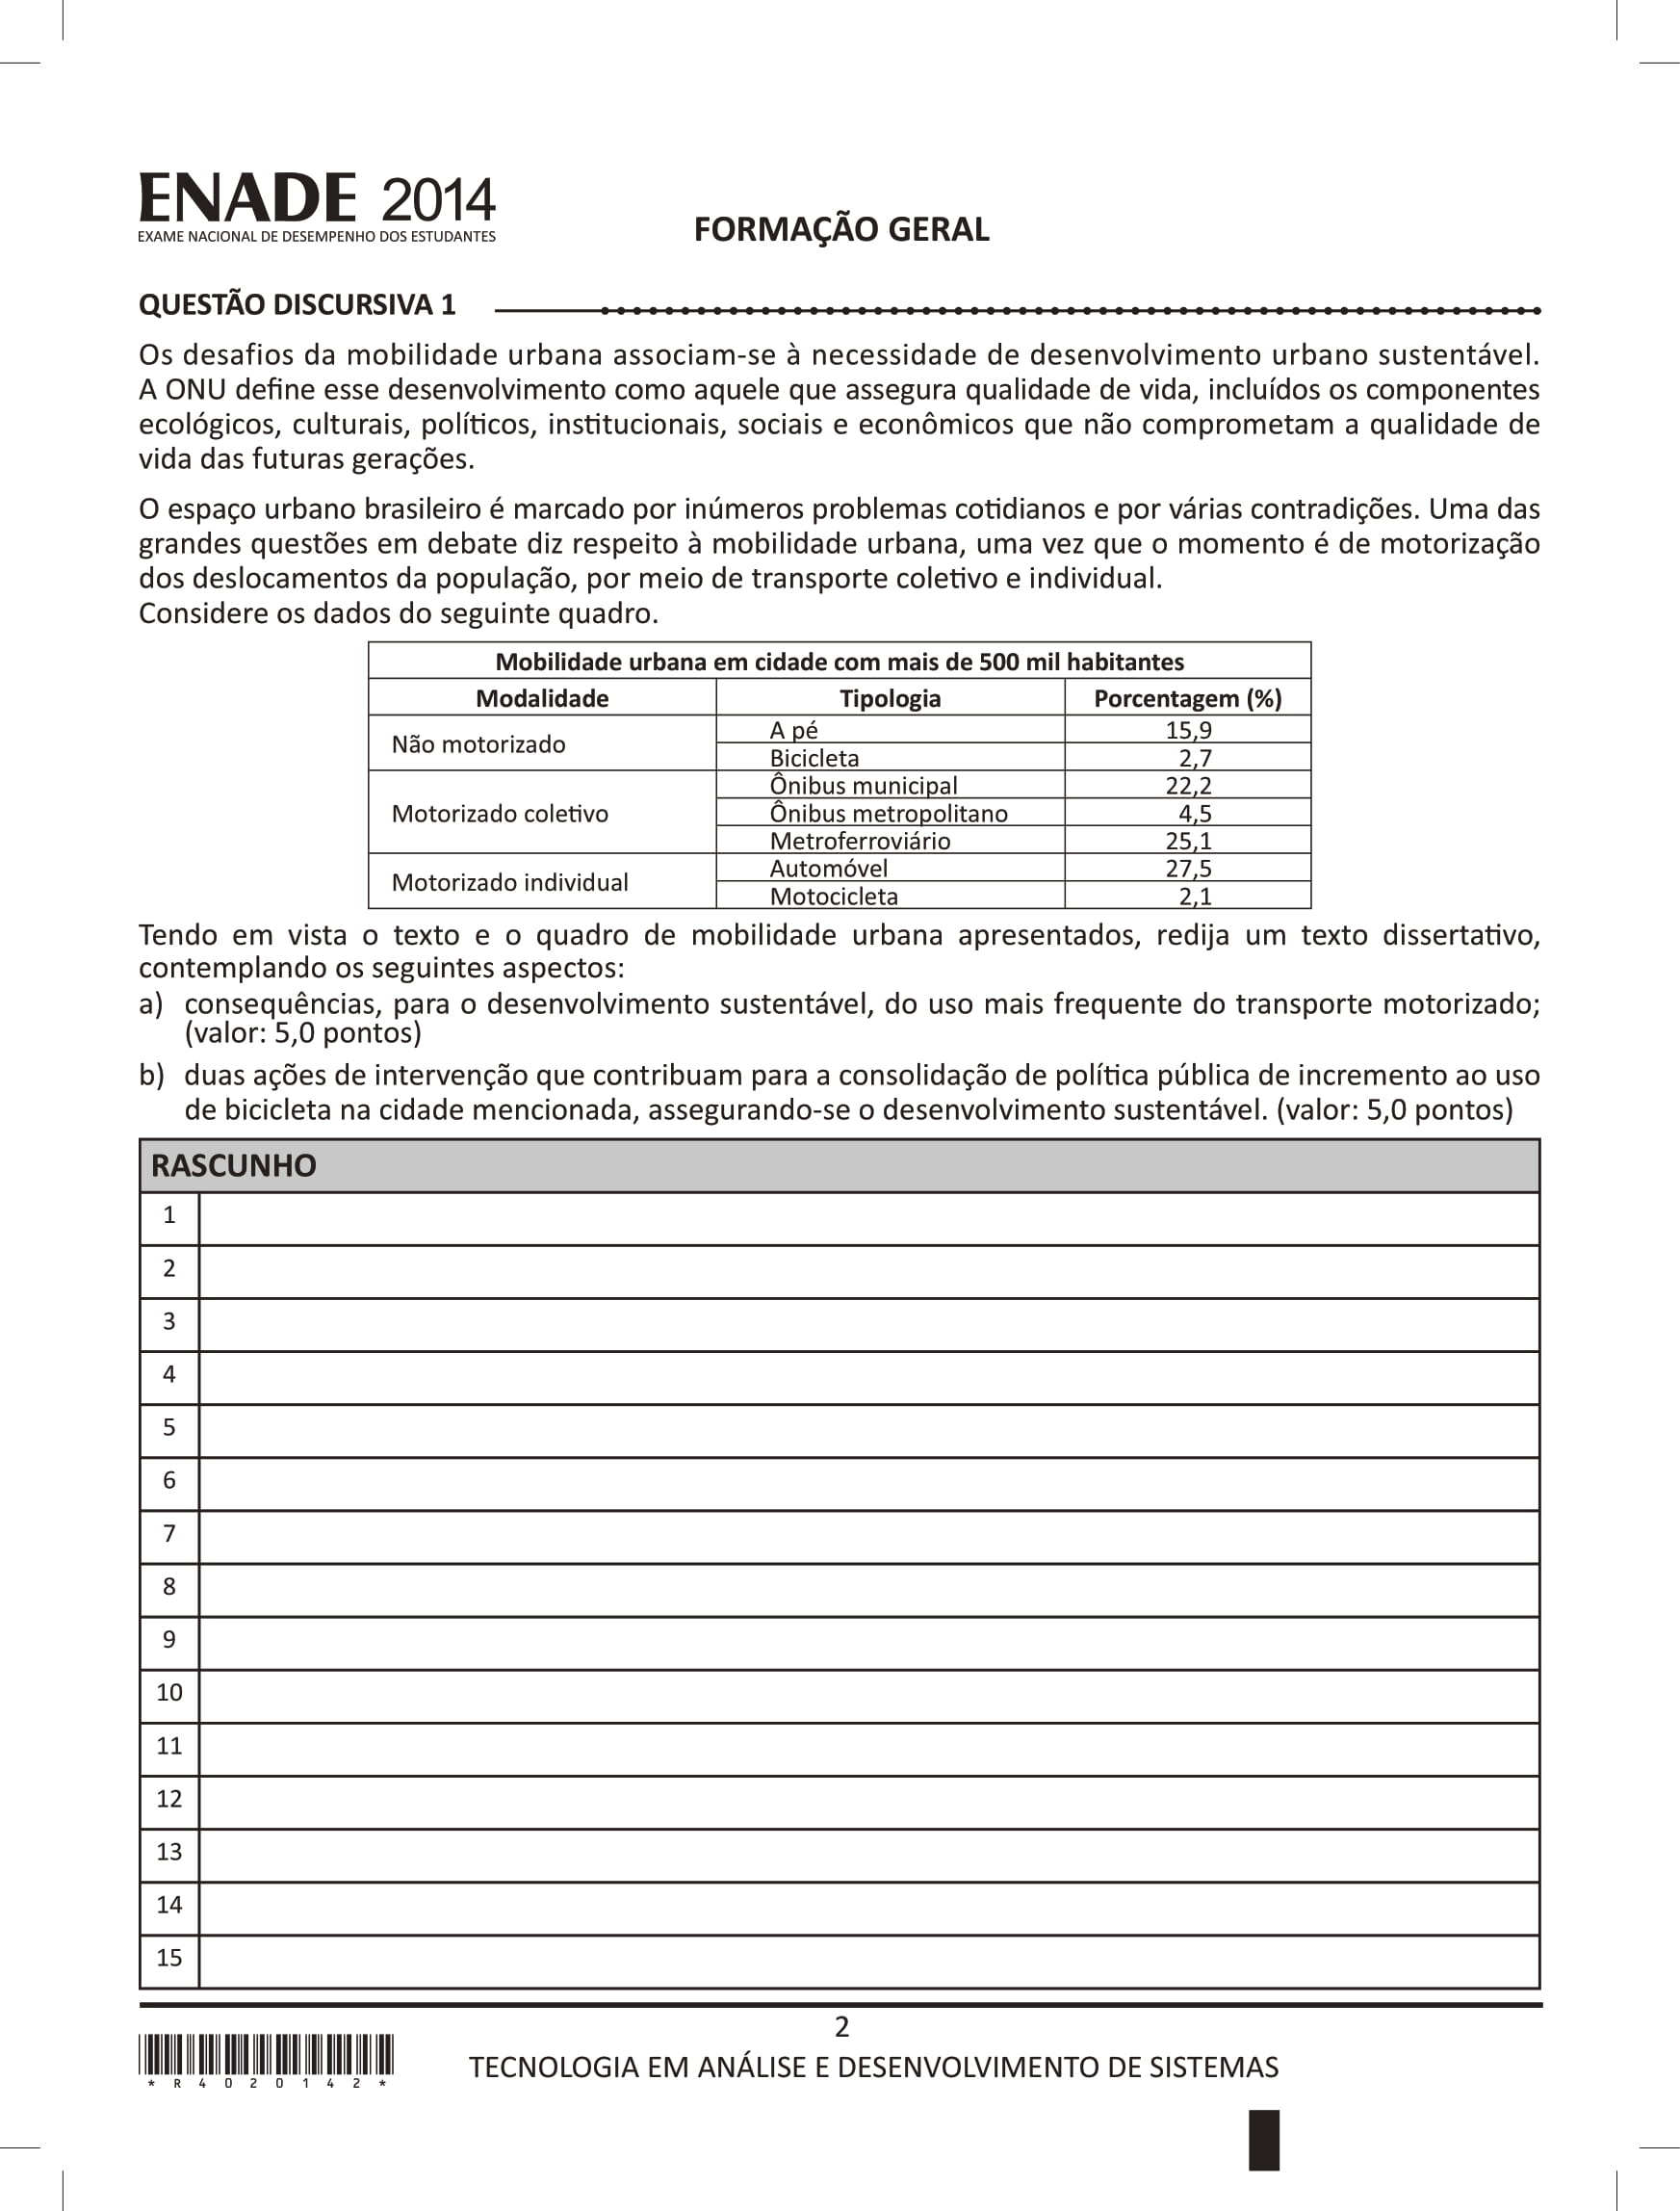 ENADE 2014
EXAME NACIONAL DE DESEMPENHO DOS ESTUDANTES
FORMAÇÃO GERAL
QUESTÃO DISCURSIVA 1
Os desafios da mobilidade urbana associam-se à necessidade de desenvolvimento urbano sustentável.
A ONU define esse desenvolvimento como aquele que assegura qualidade de vida, incluídos os componentes
ecológicos, culturais, políticos, institucionais, sociais e econômicos que não comprometam a qualidade de
vida das futuras gerações.
O espaço urbano brasileiro é marcado por inúmeros problemas cotidianos e por várias contradições. Uma das
grandes questões em debate diz respeito à mobilidade urbana, uma vez que o momento é de motorização
dos deslocamentos da população, por meio de transporte coletivo e individual.
Considere os dados do seguinte quadro.
Mobilidade urbana em cidade com mais de 500 mil habitantes
Modalidade Tipologia Porcentagem (%)
Não motorizado
A pé 15,9
Bicicleta 2,7
Motorizado coletivo
Ônibus municipal 22,2
Ônibus metropolitano 4,5
Metroferroviário 25,1
Motorizado individual
Automóvel 27,5
Motocicleta 2,1
Tendo em vista o texto e o quadro de mobilidade urbana apresentados, redija um texto dissertativo,
contemplando os seguintes aspectos:
a) consequências, para o desenvolvimento sustentável, do uso mais frequente do transporte motorizado;
(valor: 5,0 pontos)
b) duas ações de intervenção que contribuam para a consolidação de política pública de incremento ao uso
de bicicleta na cidade mencionada, assegurando-se o desenvolvimento sustentável. (valor: 5,0 pontos)
RASCUNHO
1
2
3
4
5
6
7
8
9
10
11
12
13
14
15
2
TECNOLOGIA EM ANÁLISE E DESENVOLVIMENTO DE SISTEMAS
* R 4 0 2 0 1 4 2 *